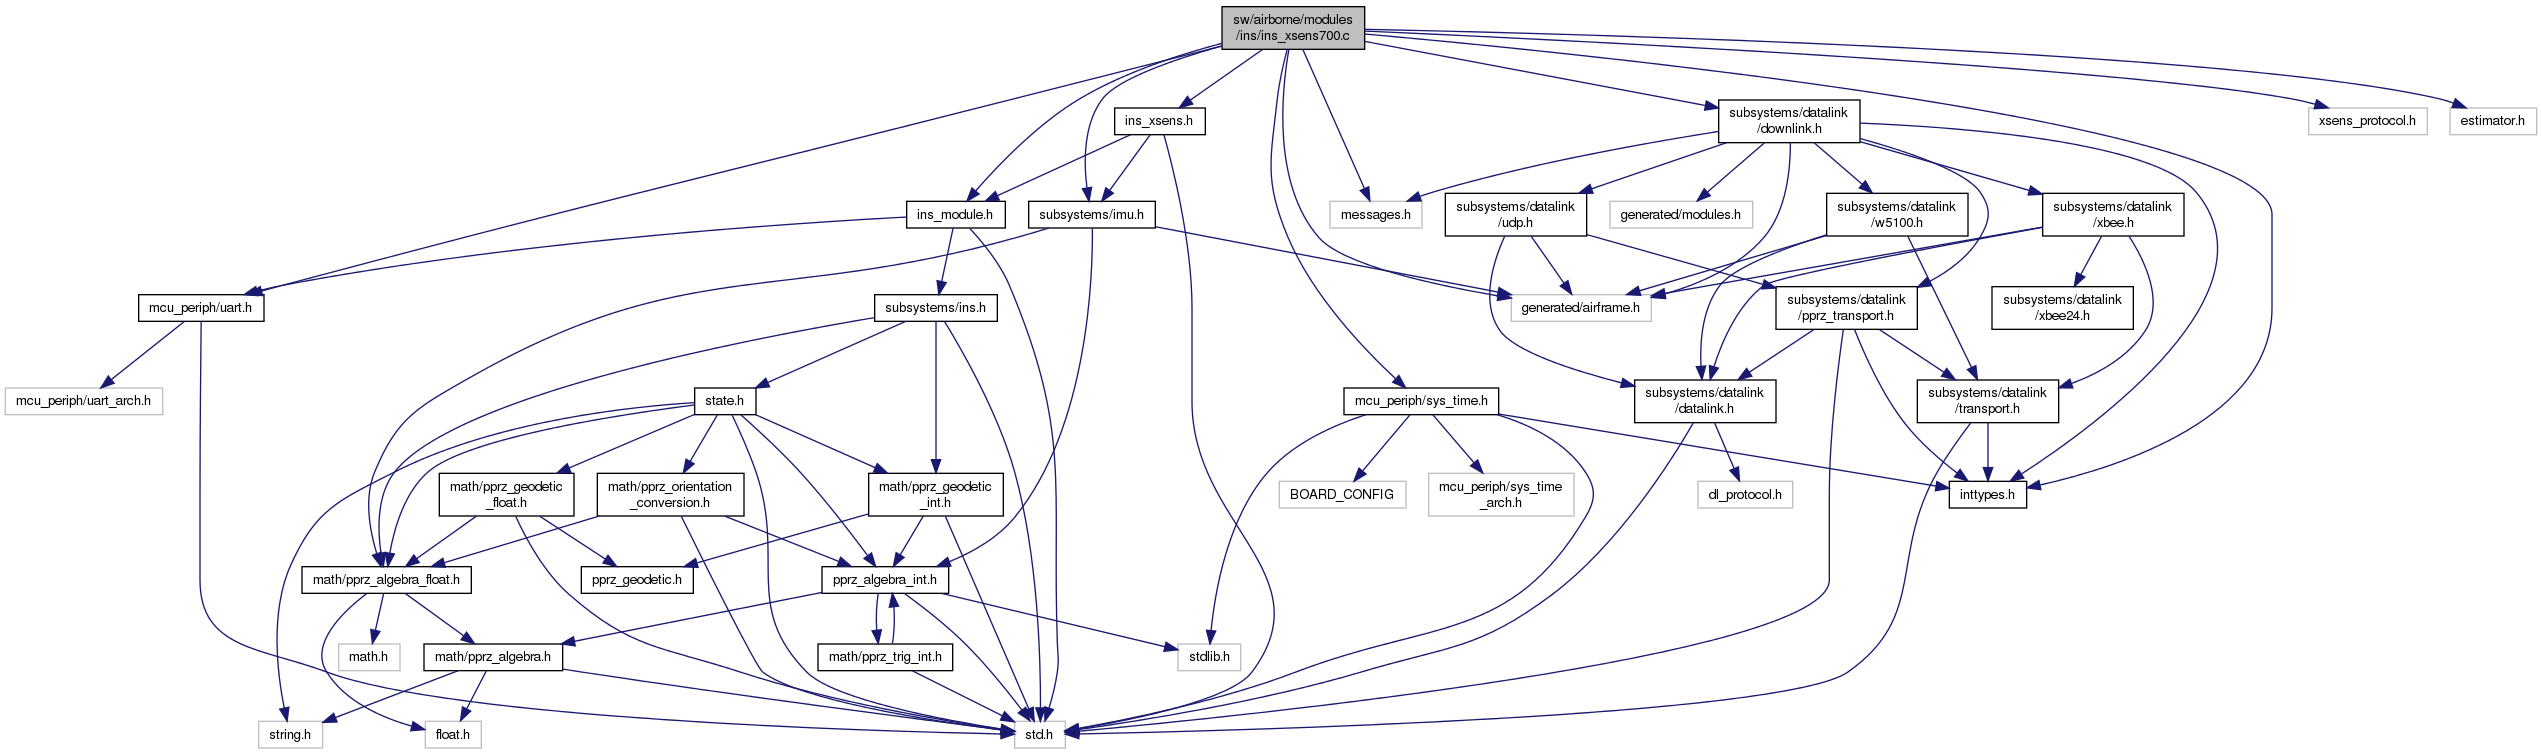 sw/airborne/modules
/ins/ins_xsens700.c
ins_xsens.h
subsystems/datalink
/downlink.h
xsens_protocol.h
estimator.h
ins_module.h
subsystems/imu.h
messages.h
subsystems/datalink
/udp.h
generated/modules.h
subsystems/datalink
/w5100.h
subsystems/datalink
/xbee.h
mcu_periph/uart.h
subsystems/ins.h
generated/airframe.h
subsystems/datalink
/pprz_transport.h
subsystems/datalink
/xbee24.h
mcu_periph/uart_arch.h
state.h
mcu_periph/sys_time.h
subsystems/datalink
/datalink.h
subsystems/datalink
/transport.h
math/pprz_geodetic
_float.h
math/pprz_orientation
_conversion.h
math/pprz_geodetic
_int.h
BOARD_CONFIG
mcu_periph/sys_time
_arch.h
dl_protocol.h
inttypes.h
math/pprz_algebra_float.h
pprz_geodetic.h
pprz_algebra_int.h
math.h
math/pprz_algebra.h
math/pprz_trig_int.h
stdlib.h
string.h
float.h
std.h